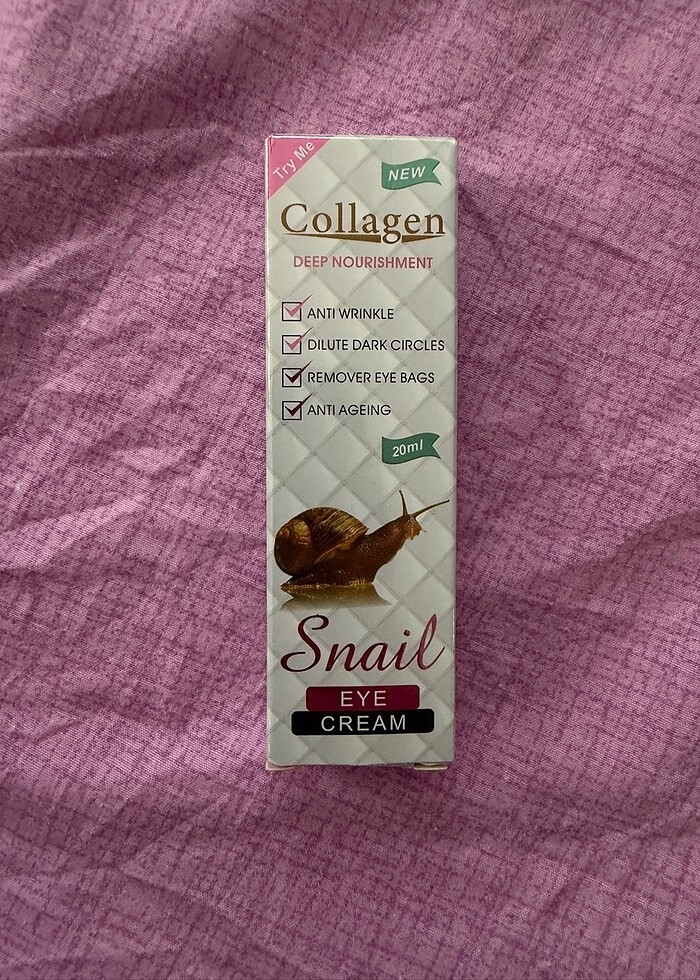 Try Me
NEW
Collagen
DEEP NOURISHMENT
ANTI WRINKLE
DILUTE DARK CIRCLES
REMOVER EYE BAGS
ANTI AGEING
20ml
Snail
EYE
CREAM